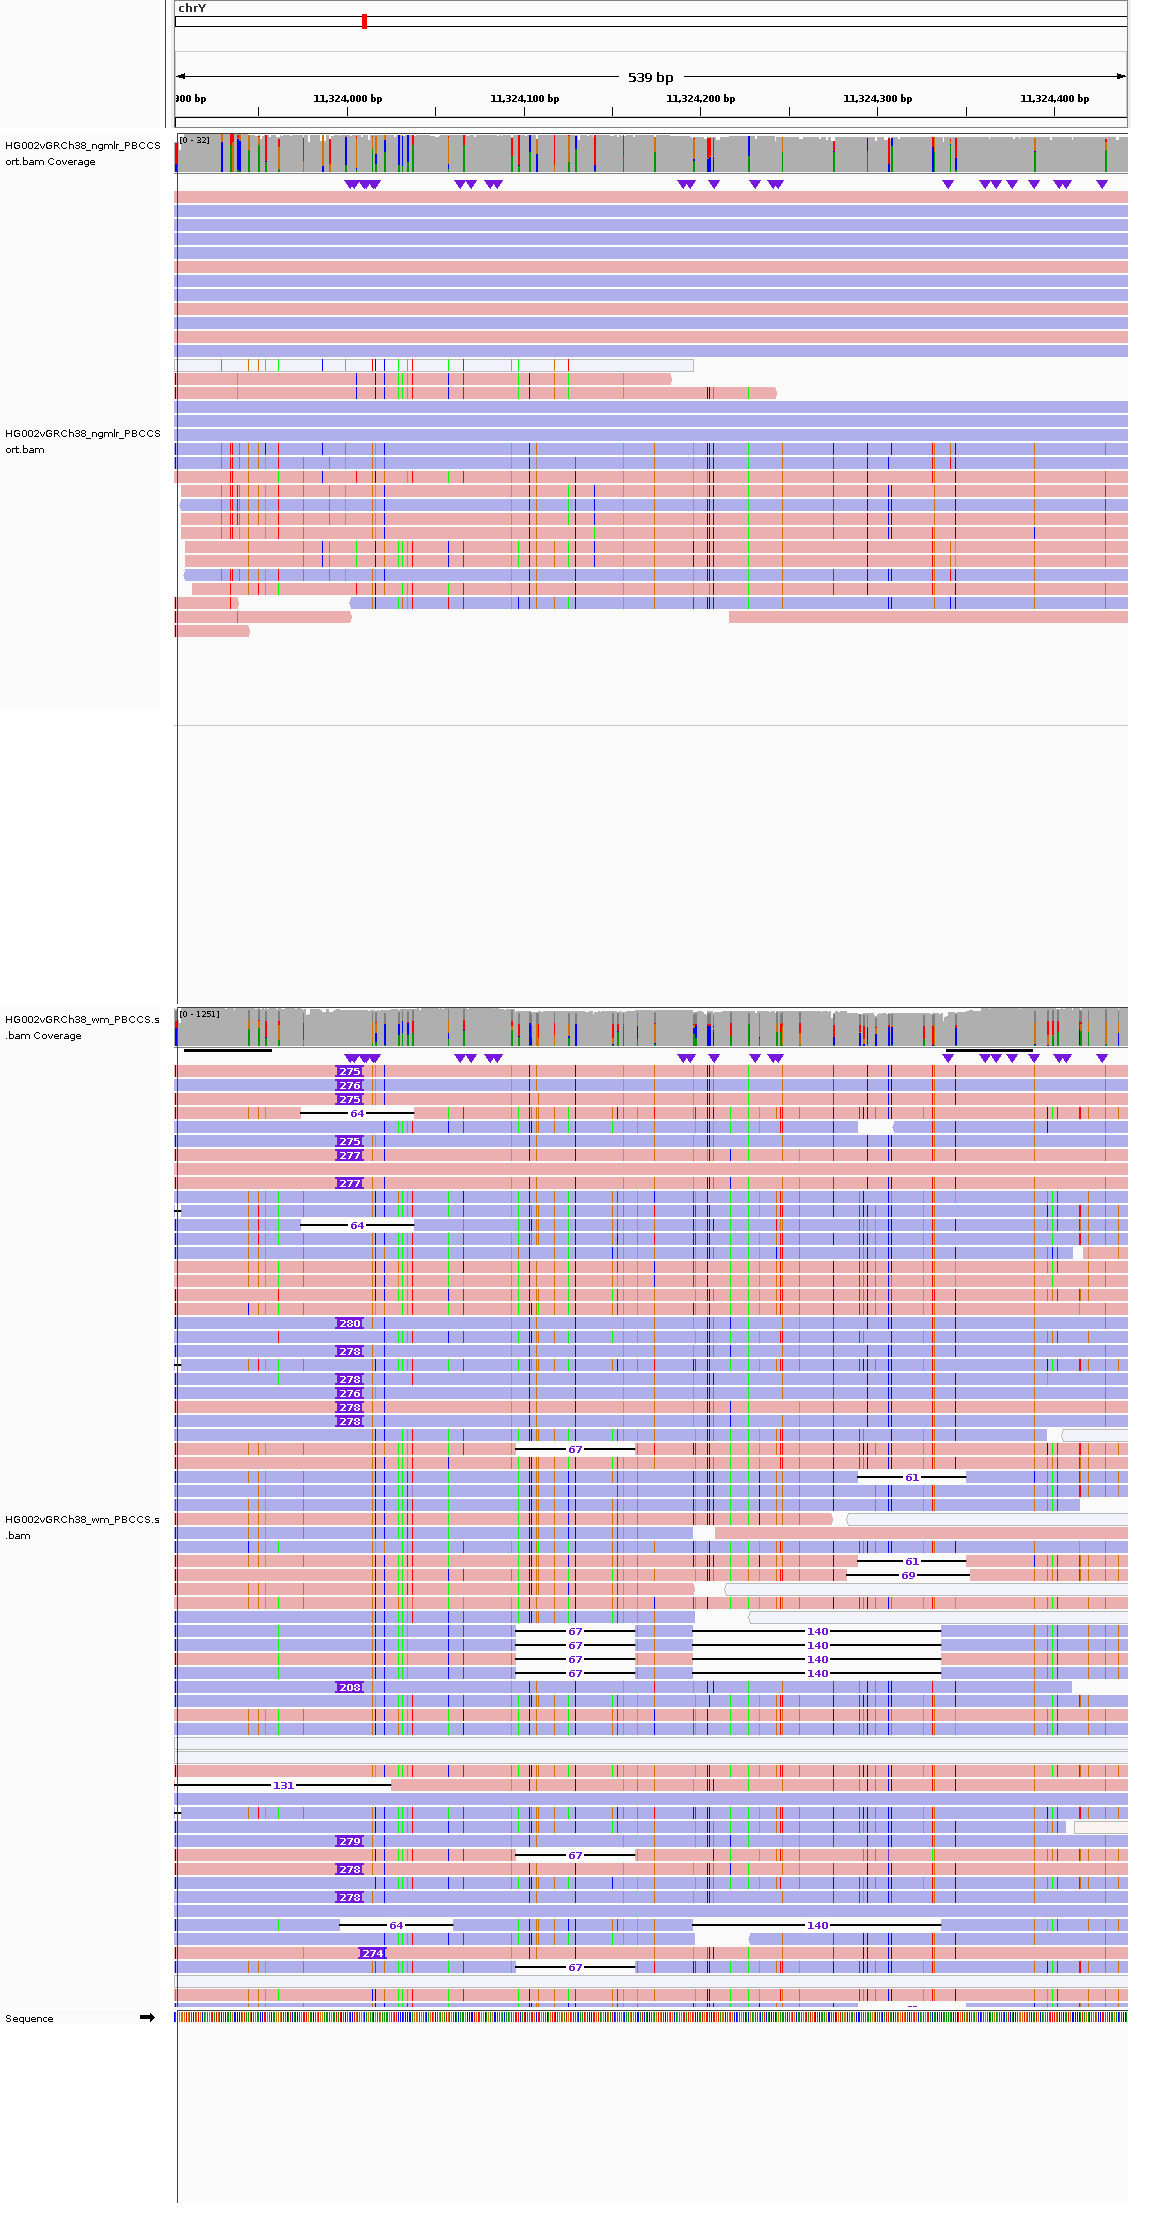 chrY
539 bp
900 bp 11,324,000 bp 11,324,100 bp 11,324,200 bp 11,324,300 bp 11,324,400 bp
HG002vGRCh38_ngmlr_PBCCS
ort.bam Coverage
[0 - 32]
HG002vGRCh38_ngmlr_PBCCS
ort.bam
HG002vGRCh38_wm_PBCCS.s
.bam Coverage
[0 - 1251]
275
276
275
64
275
277
277
64
280
278
278
276
278
278
67
61
HG002vGRCh38_wm_PBCCS.s
.bam
61
69
67 140
67 140
67 140
67 140
208
131
279
67
278
278
64 140
274
67
Sequence